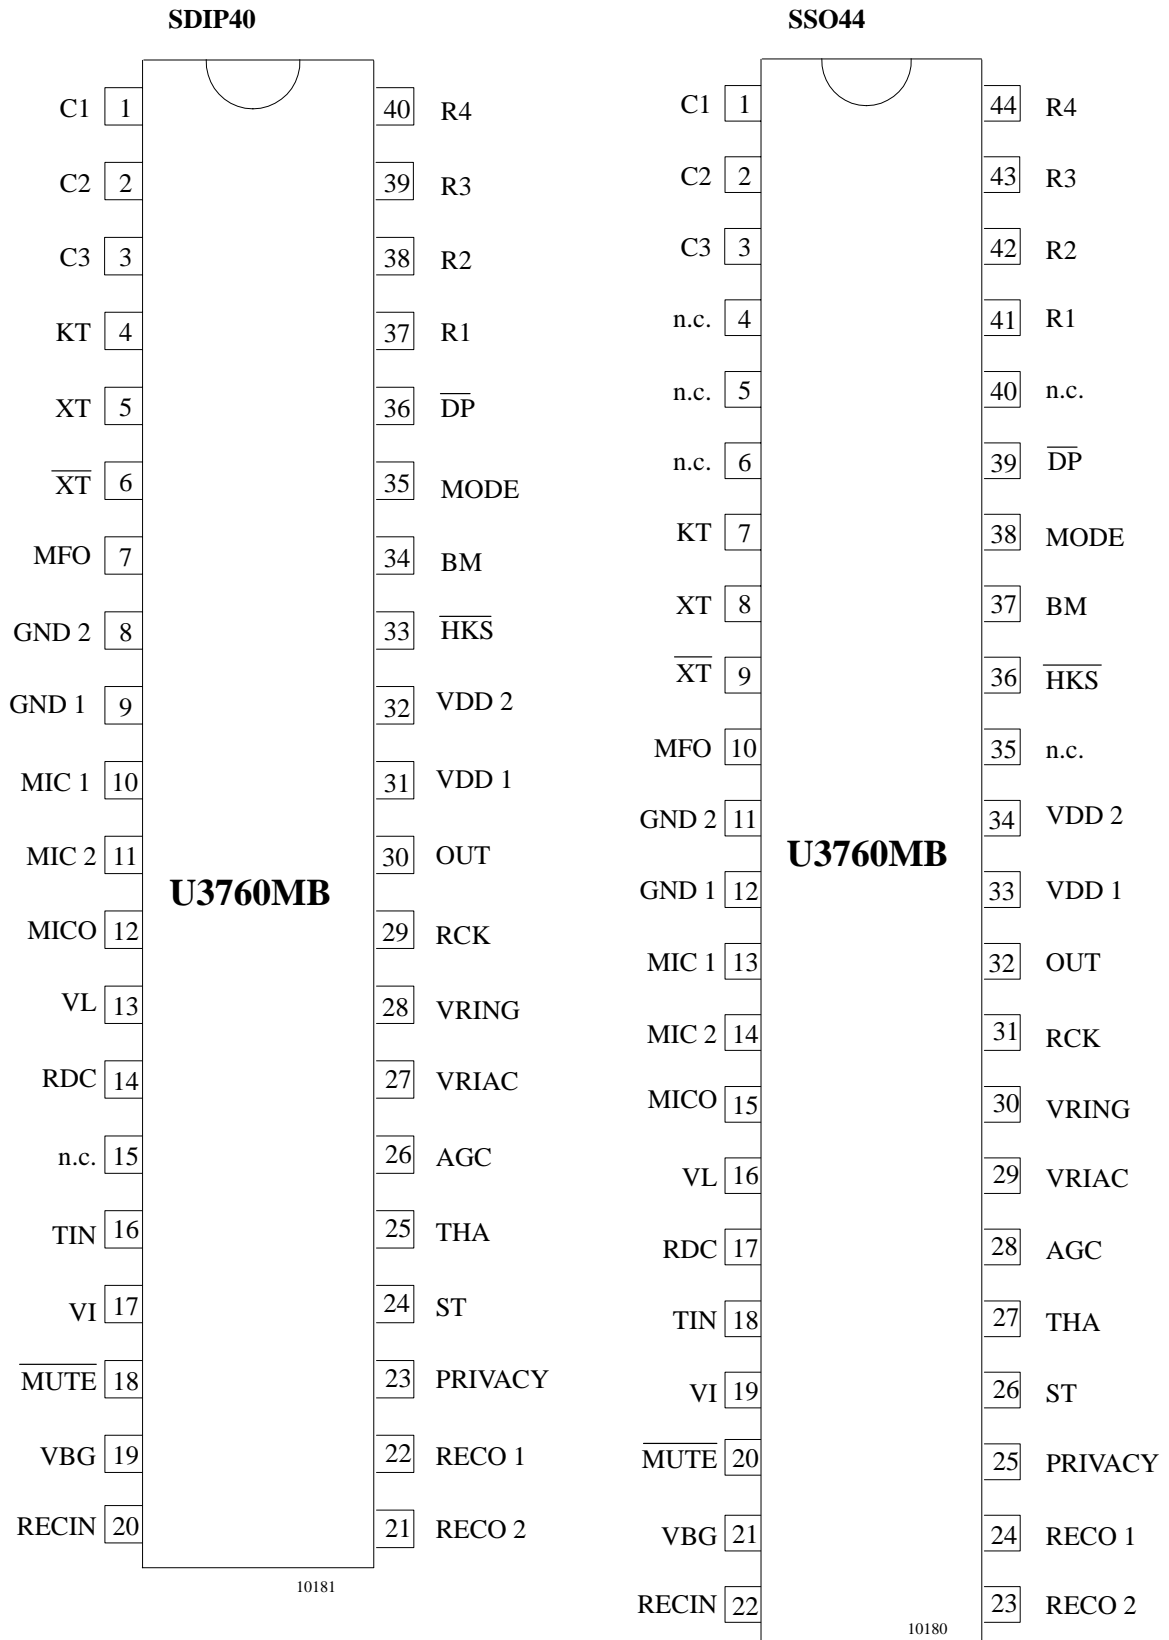 SDIP40
C1 1 40 R4
C2 2 39 R3
C3 3 38 R2
KT 4 37 R1
XT 5 36 D̅P̅
X̅T̅ 6 35 MODE
MFO 7 34 BM
GND 2 8 33 H̅K̅S̅
GND 1 9 32 VDD 2
MIC 1 10 31 VDD 1
MIC 2 11 30 OUT
U3760MB
MICO 12 29 RCK
VL 13 28 VRING
RDC 14 27 VRIAC
n.c. 15 26 AGC
TIN 16 25 THA
VI 17 24 ST
M̅U̅T̅E̅ 18 23 PRIVACY
VBG 19 22 RECO 1
RECIN 20 21 RECO 2
10181
SSO44
C1 1 44 R4
C2 2 43 R3
C3 3 42 R2
n.c. 4 41 R1
n.c. 5 40 n.c.
n.c. 6 39 D̅P̅
KT 7 38 MODE
XT 8 37 BM
X̅T̅ 9 36 H̅K̅S̅
MFO 10 35 n.c.
GND 2 11 34 VDD 2
U3760MB
GND 1 12 33 VDD 1
MIC 1 13 32 OUT
MIC 2 14 31 RCK
MICO 15 30 VRING
VL 16 29 VRIAC
RDC 17 28 AGC
TIN 18 27 THA
VI 19 26 ST
M̅U̅T̅E̅ 20 25 PRIVACY
VBG 21 24 RECO 1
RECIN 22 23 RECO 2
10180